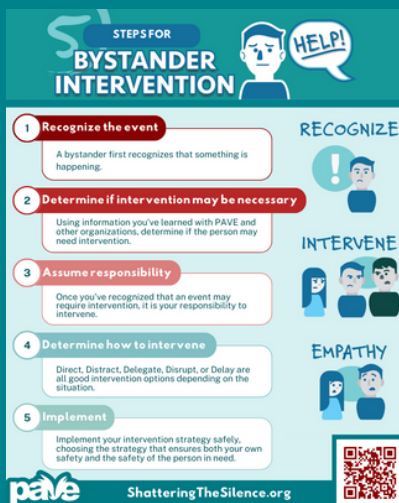 5
STEPS FOR
BYSTANDER
INTERVENTION
HELP!
1 Recognize the event
A bystander first recognizes that something is
happening.
2 Determine if intervention may be necessary
Using information you've learned with PAVE and
other organizations, determine if the person may
need intervention.
3 Assume responsibility
Once you've recognized that an event may
require intervention, it is your responsibility to
intervene.
4 Determine how to intervene
Direct, Distract, Delegate, Disrupt, or Delay are
all good intervention options depending on the
situation.
5 Implement
Implement your intervention strategy safely,
choosing the strategy that ensures both your own
safety and the safety of the person in need.
RECOGNIZE
!
INTERVENE
EMPATHY
pave
ShatteringTheSilence.org